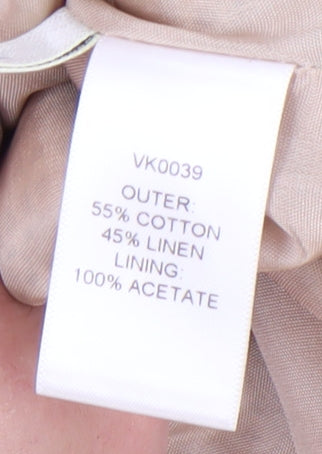 VK0039
OUTER:
55% COTTON
45% LINEN
LINING:
100% ACETATE